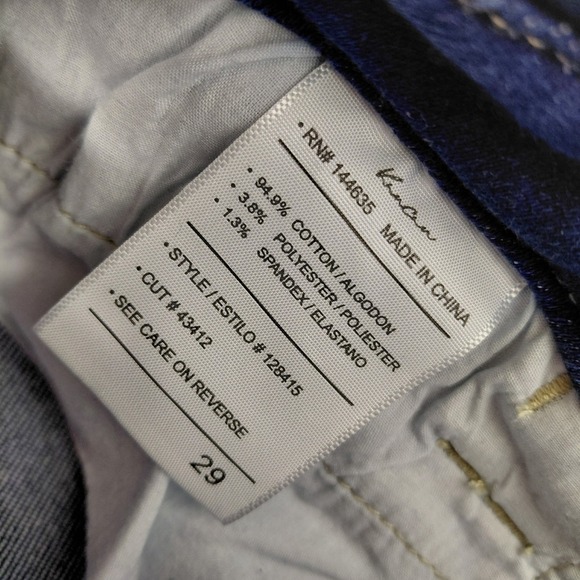 KanCan
• RN# 144635 MADE IN CHINA
• 94.9% COTTON / ALGODON
• 3.8% POLYESTER / POLIESTER
• 1.3% SPANDEX / ELASTANO
• STYLE / ESTILO # 128415
• CUT # 43412
• SEE CARE ON REVERSE
29